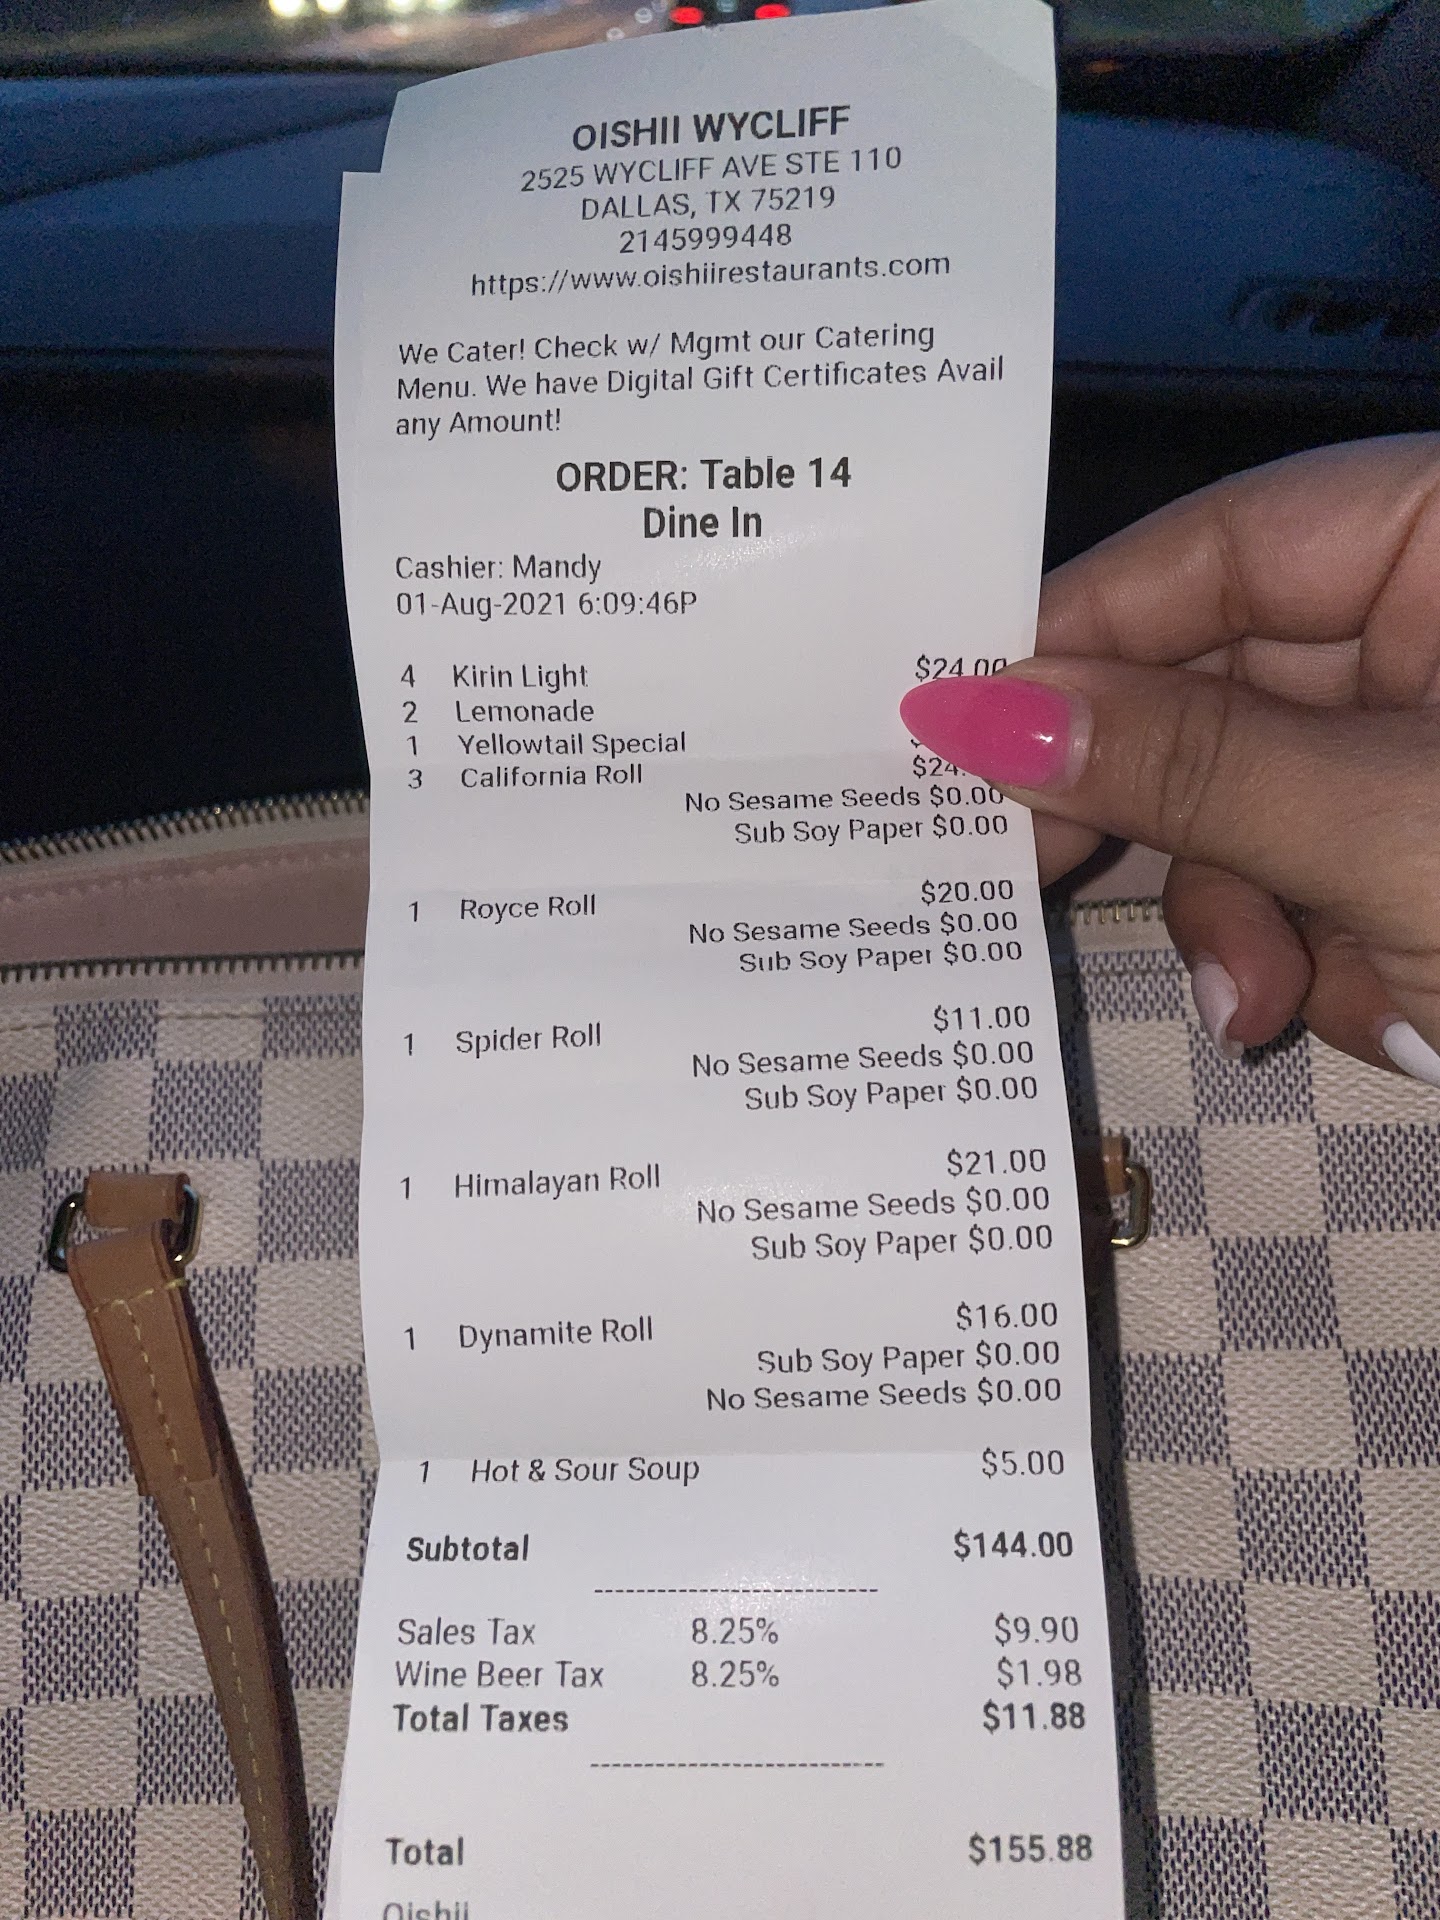 OISHII WYCLIFF
2525 WYCLIFF AVE STE 110
DALLAS, TX 75219
2145999448
https://www.oishiirestaurants.com
We Cater! Check w/ Mgmt our Catering
Menu. We have Digital Gift Certificates Avail
any Amount!
ORDER: Table 14
Dine In
Cashier: Mandy
01-Aug-2021 6:09:46P
4 Kirin Light $24.00
2 Lemonade
1 Yellowtail Special
3 California Roll $24.
No Sesame Seeds $0.00
Sub Soy Paper $0.00
1 Royce Roll $20.00
No Sesame Seeds $0.00
Sub Soy Paper $0.00
1 Spider Roll $11.00
No Sesame Seeds $0.00
Sub Soy Paper $0.00
1 Himalayan Roll $21.00
No Sesame Seeds $0.00
Sub Soy Paper $0.00
1 Dynamite Roll $16.00
Sub Soy Paper $0.00
No Sesame Seeds $0.00
1 Hot & Sour Soup $5.00
Subtotal $144.00
---------------------------
Sales Tax 8.25% $9.90
Wine Beer Tax 8.25% $1.98
Total Taxes $11.88
---------------------------
Total $155.88
Oishii